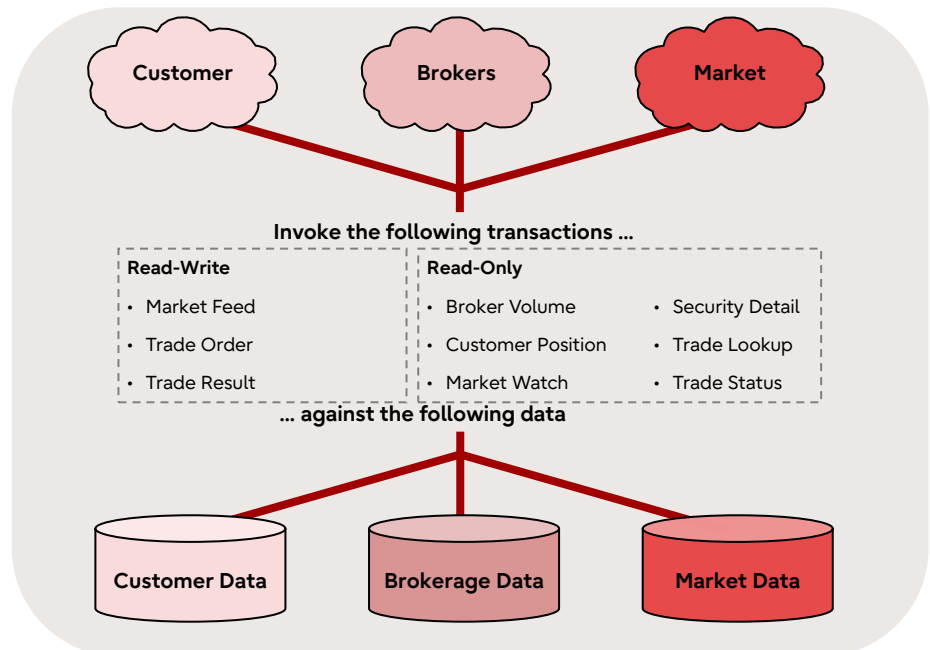 Customer
Brokers
Market
Invoke the following transactions ...
Read-Write
• Market Feed
• Trade Order
• Trade Result
Read-Only
• Broker Volume
• Customer Position
• Market Watch
• Security Detail
• Trade Lookup
• Trade Status
... against the following data
Customer Data
Brokerage Data
Market Data